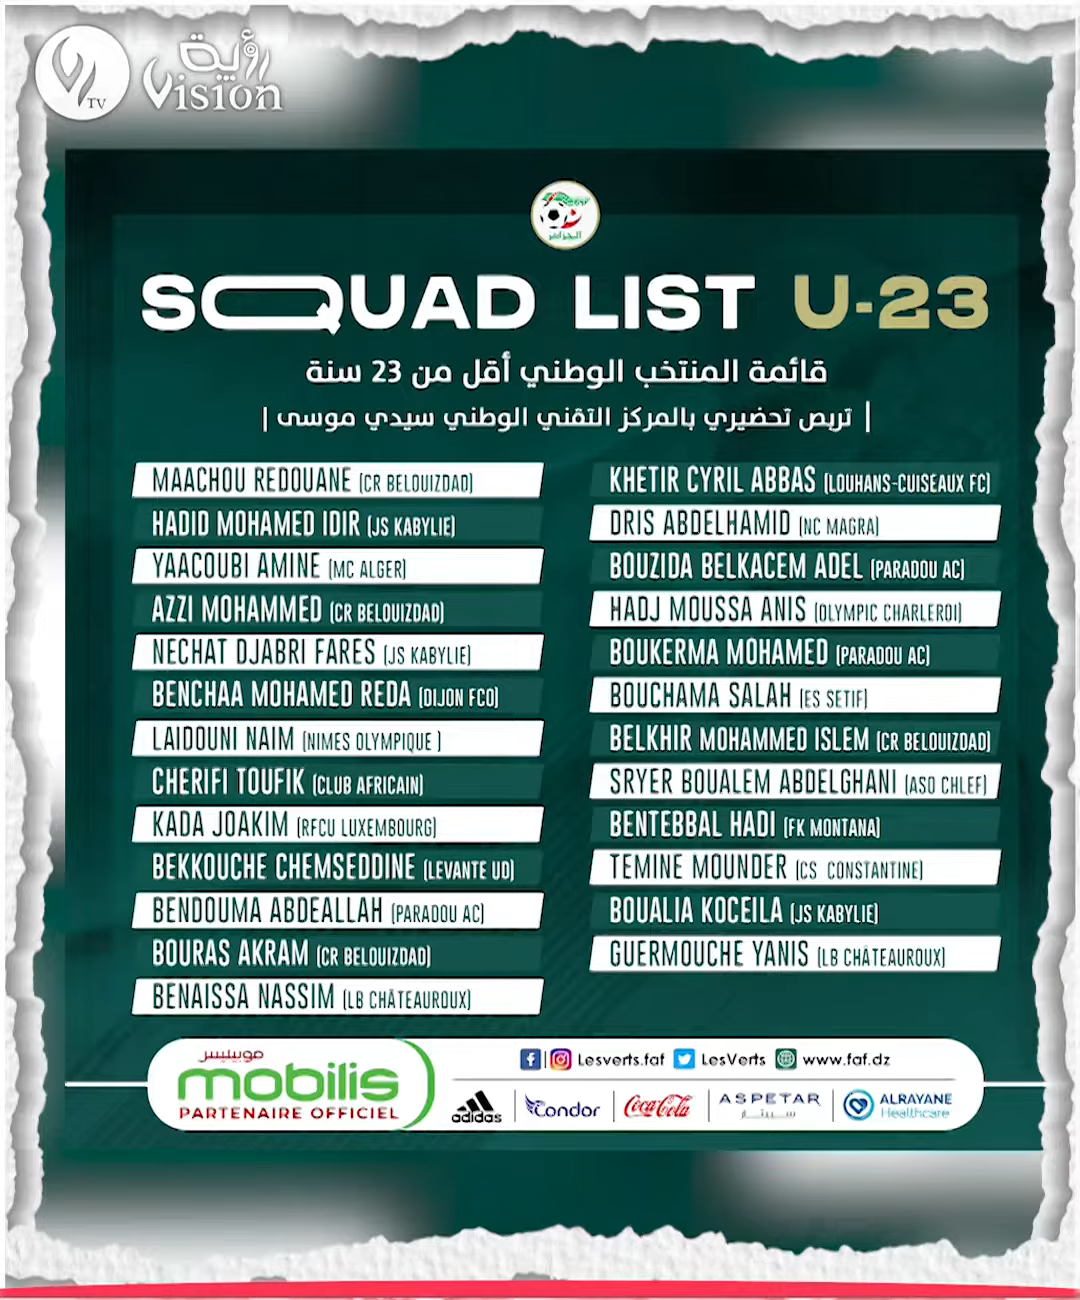 رؤية
Vision
TV
الجزائر
SQUAD LIST U-23
قائمة المنتخب الوطني أقل من 23 سنة
| تربص تحضيري بالمركز التقني الوطني سيدي موسى |
MAACHOU REDOUANE (CR BELOUIZDAD)
HADID MOHAMED IDIR (JS KABYLIE)
YAACOUBI AMINE (MC ALGER)
AZZI MOHAMMED (CR BELOUIZDAD)
NECHAT DJABRI FARES (JS KABYLIE)
BENCHAA MOHAMED REDA (DIJON FCO)
LAIDOUNI NAIM (NIMES OLYMPIQUE )
CHERIFI TOUFIK (CLUB AFRICAIN)
KADA JOAKIM (RFCU LUXEMBOURG)
BEKKOUCHE CHEMSEDDINE (LEVANTE UD)
BENDOUMA ABDEALLAH (PARADOU AC)
BOURAS AKRAM (CR BELOUIZDAD)
BENAISSA NASSIM (LB CHÂTEAUROUX)
KHETIR CYRIL ABBAS (LOUHANS-CUISEAUX FC)
DRIS ABDELHAMID (NC MAGRA)
BOUZIDA BELKACEM ADEL (PARADOU AC)
HADJ MOUSSA ANIS (OLYMPIC CHARLEROI)
BOUKERMA MOHAMED (PARADOU AC)
BOUCHAMA SALAH (ES SETIF)
BELKHIR MOHAMMED ISLEM (CR BELOUIZDAD)
SRYER BOUALEM ABDELGHANI (ASO CHLEF)
BENTEBBAL HADI (FK MONTANA)
TEMINE MOUNDER (CS CONSTANTINE)
BOUALIA KOCEILA (JS KABYLIE)
GUERMOUCHE YANIS (LB CHÂTEAUROUX)
موبيليس
mobilis
PARTENAIRE OFFICIEL
Lesverts.faf LesVerts www.faf.dz
adidas Condor Coca-Cola ASPETAR سبيتار ALRAYANE
Healthcare